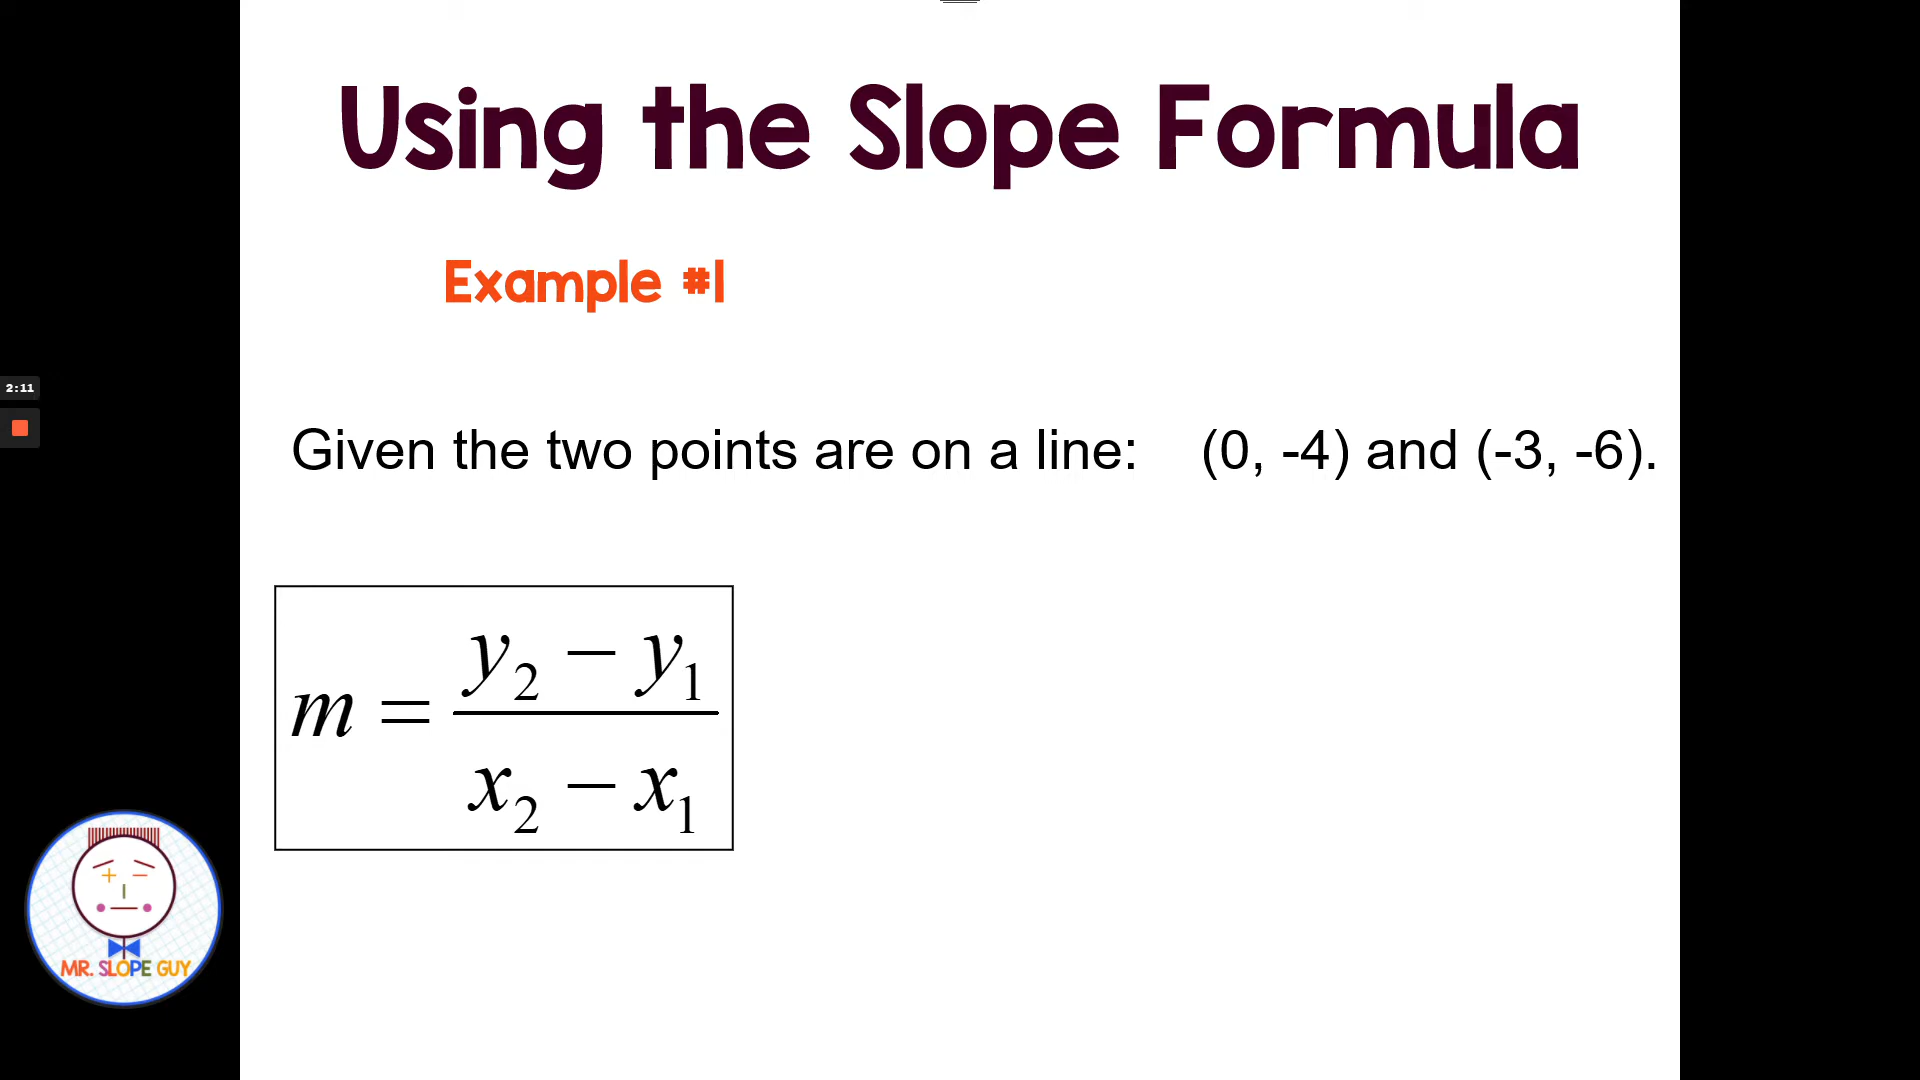 Using the Slope Formula
Example #1
2:11
Given the two points are on a line: (0, -4) and (-3, -6).
m = y₂ − y₁ / x₂ − x₁
MR. SLOPE GUY